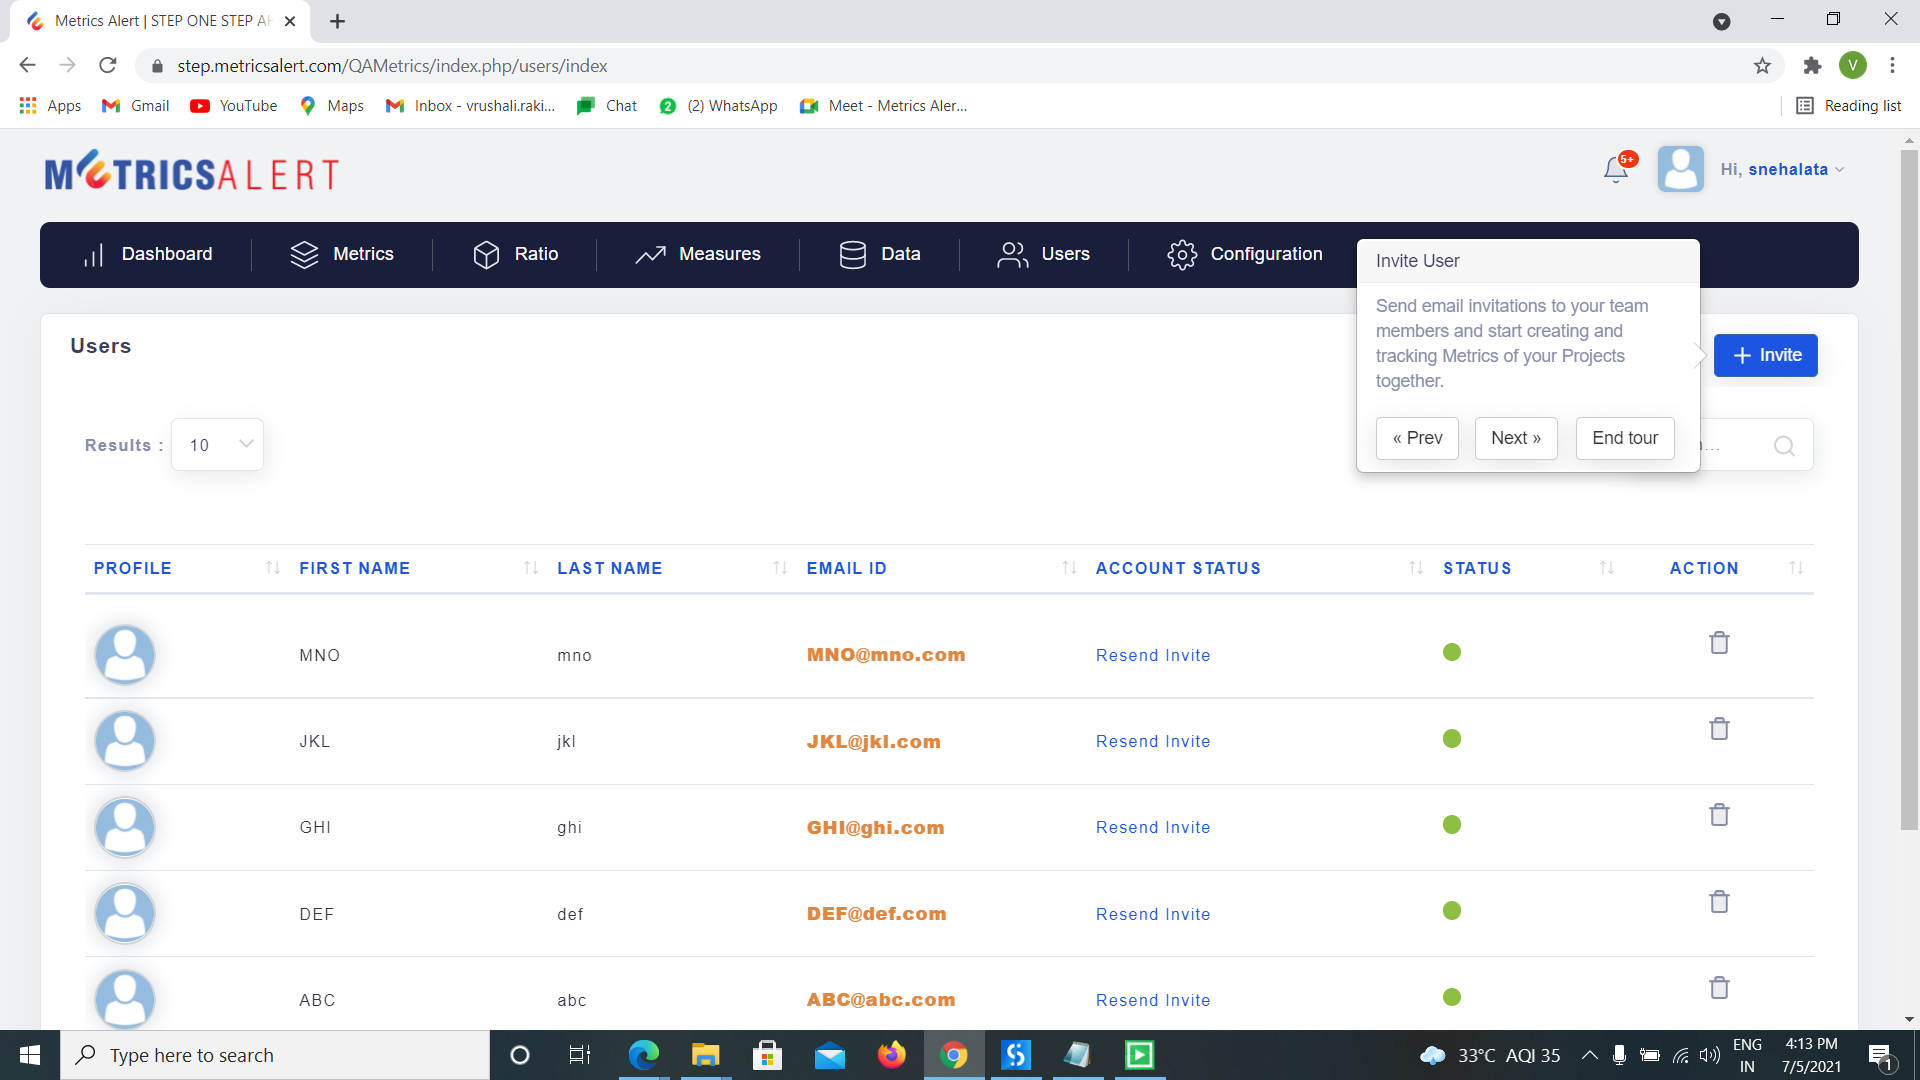 Metrics Alert | STEP ONE STEP AH
step.metricsalert.com/QAMetrics/index.php/users/index
V
Apps
Gmail
YouTube
Maps
Inbox - vrushali.raki...
Chat
2
(2) WhatsApp
Meet - Metrics Aler...
Reading list
METRICSALERT
5+
Hi, snehalata
Dashboard
Metrics
Ratio
Measures
Data
Users
Configuration
Invite User
Send email invitations to your team
members and start creating and
tracking Metrics of your Projects
together.
« Prev
Next »
End tour
Users
+ Invite
Results :
10
PROFILE
FIRST NAME
LAST NAME
EMAIL ID
ACCOUNT STATUS
STATUS
ACTION
MNO
mno
MNO@mno.com
Resend Invite
JKL
jkl
JKL@jkl.com
Resend Invite
GHI
ghi
GHI@ghi.com
Resend Invite
DEF
def
DEF@def.com
Resend Invite
ABC
abc
ABC@abc.com
Resend Invite
Type here to search
33°C AQI 35
ENG
IN
4:13 PM
7/5/2021
1